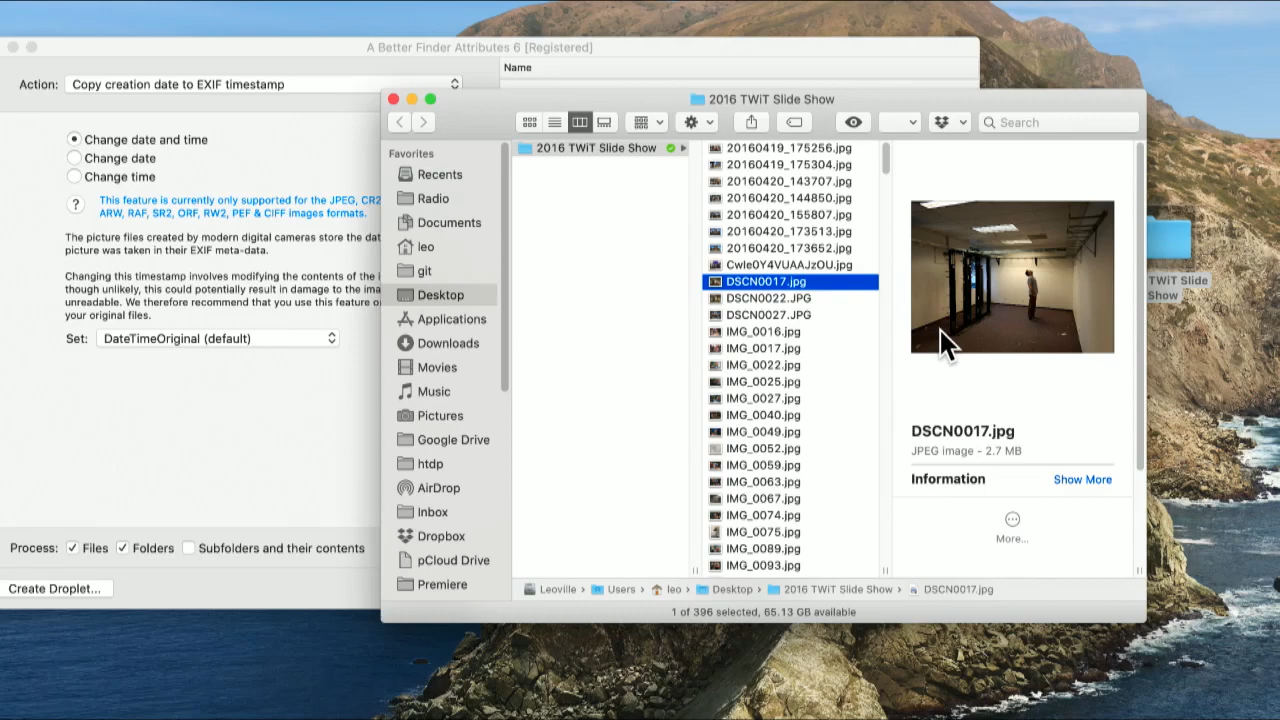 A Better Finder Attributes 6 [Registered]
Action: Copy creation date to EXIF timestamp
Name
Change date and time
Change date
Change time
? This feature is currently only supported for the JPEG, CR2
ARW, RAF, SR2, ORF, RW2, PEF & CIFF images formats.
The picture files created by modern digital cameras store the dat
picture was taken in their EXIF meta-data.
Changing this timestamp involves modifying the contents of the i
though unlikely, this could potentially result in damage to the ima
unreadable. We therefore recommend that you use this feature o
your original files.
Set: DateTimeOriginal (default)
Process: Files Folders Subfolders and their contents
Create Droplet...
2016 TWiT Slide Show
Search
Favorites
Recents
Radio
Documents
leo
git
Desktop
Applications
Downloads
Movies
Music
Pictures
Google Drive
htdp
AirDrop
Inbox
Dropbox
pCloud Drive
Premiere
2016 TWiT Slide Show
20160419_175256.jpg
20160419_175304.jpg
20160420_143707.jpg
20160420_144850.jpg
20160420_155807.jpg
20160420_173513.jpg
20160420_173652.jpg
CwIe0Y4VUAAJzOU.jpg
DSCN0017.jpg
DSCN0022.JPG
DSCN0027.JPG
IMG_0016.jpg
IMG_0017.jpg
IMG_0022.jpg
IMG_0025.jpg
IMG_0027.jpg
IMG_0040.jpg
IMG_0049.jpg
IMG_0052.jpg
IMG_0059.jpg
IMG_0063.jpg
IMG_0067.jpg
IMG_0074.jpg
IMG_0075.jpg
IMG_0089.jpg
IMG_0093.jpg
DSCN0017.jpg
JPEG image - 2.7 MB
Information Show More
More...
Leoville › Users › leo › Desktop › 2016 TWiT Slide Show › DSCN0017.jpg
1 of 396 selected, 65.13 GB available
TWiT Slide
Show